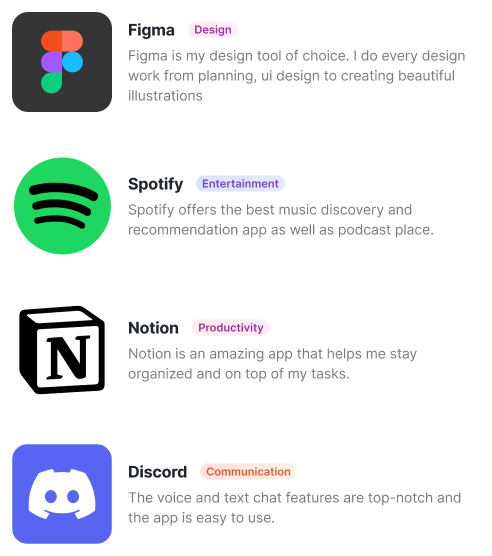 Figma Design
Figma is my design tool of choice. I do every design
work from planning, ui design to creating beautiful
illustrations
Spotify Entertainment
Spotify offers the best music discovery and
recommendation app as well as podcast place.
N
Notion Productivity
Notion is an amazing app that helps me stay
organized and on top of my tasks.
Discord Communication
The voice and text chat features are top-notch and
the app is easy to use.